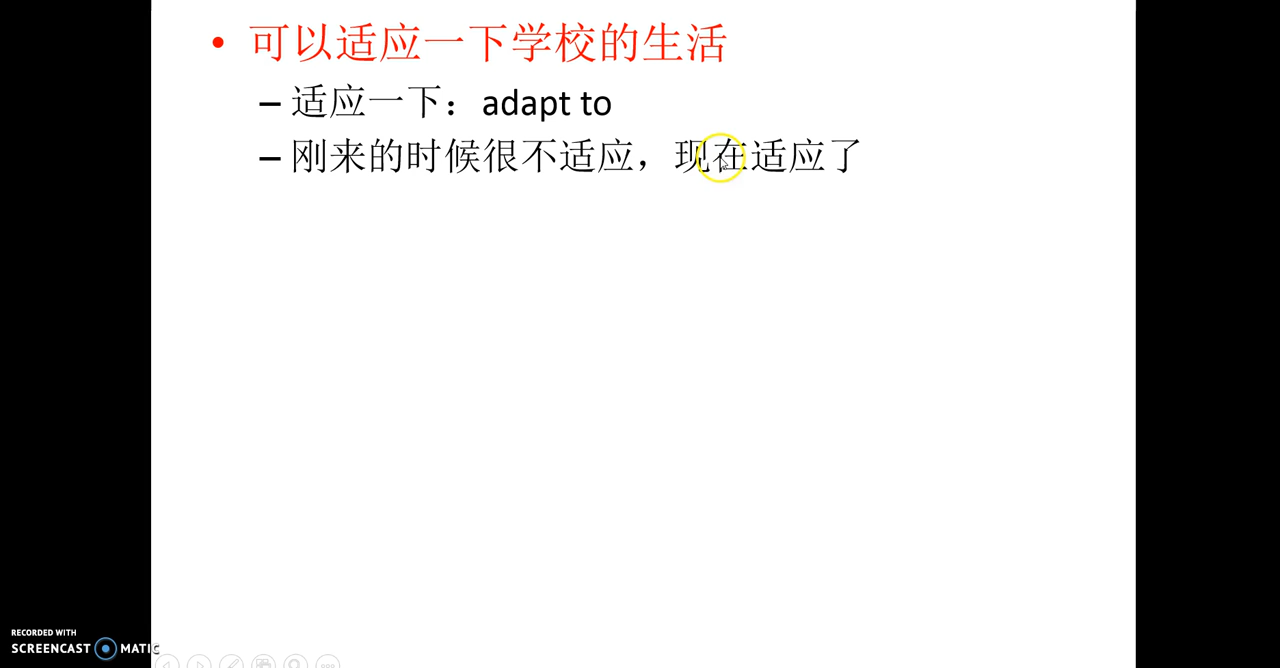 • 可以适应一下学校的生活
– 适应一下：adapt to
– 刚来的时候很不适应，现在适应了
RECORDED WITH
SCREENCAST MATIC